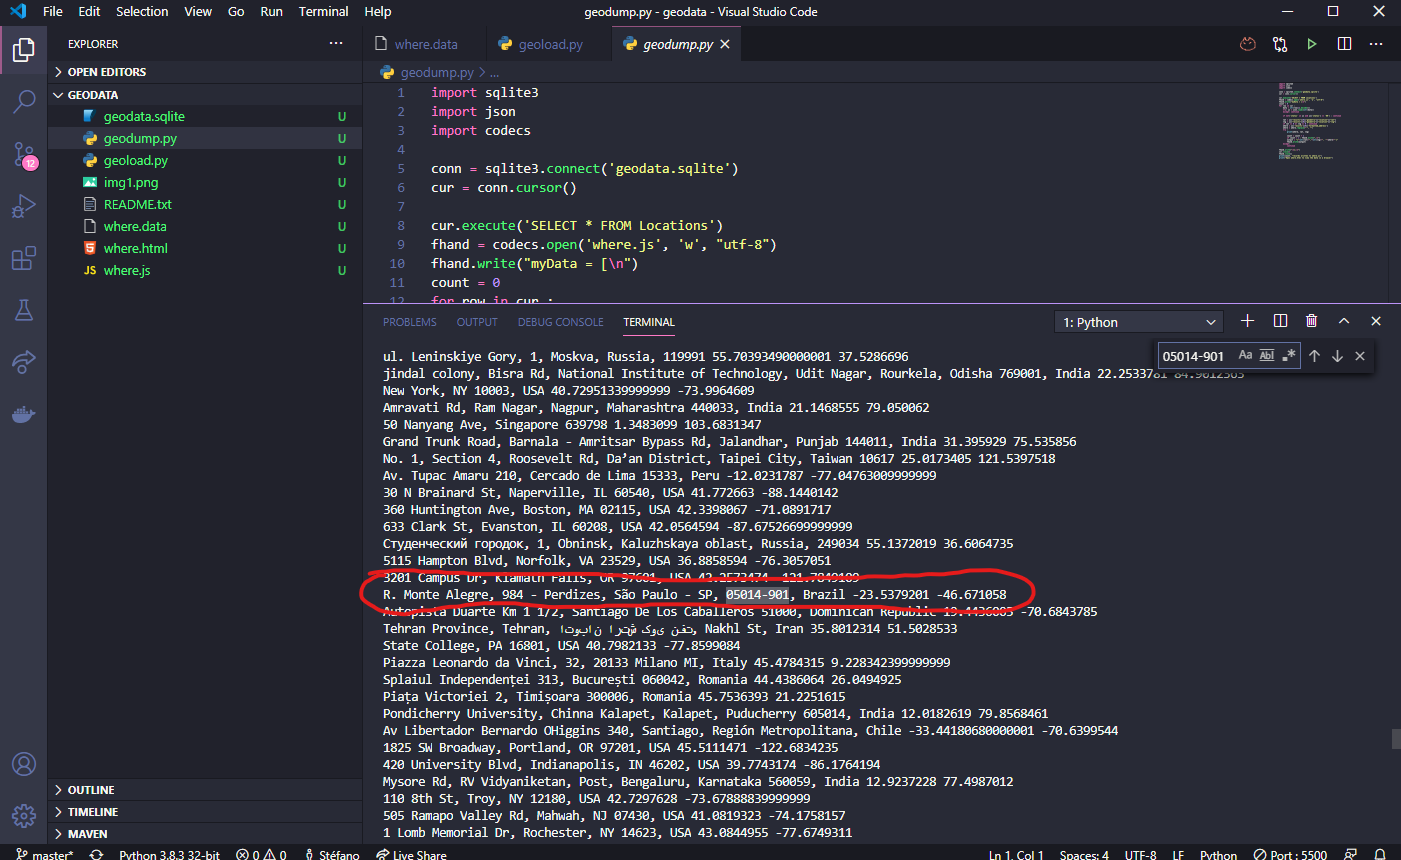 File Edit Selection View Go Run Terminal Help
geodump.py - geodata - Visual Studio Code
EXPLORER
OPEN EDITORS
GEODATA
geodata.sqlite U
geodump.py U
geoload.py U
img1.png U
README.txt U
where.data U
where.html U
JS where.js U
12
OUTLINE
TIMELINE
MAVEN
where.data
geoload.py
geodump.py
geodump.py > ...
1 import sqlite3
2 import json
3 import codecs
4
5 conn = sqlite3.connect('geodata.sqlite')
6 cur = conn.cursor()
7
8 cur.execute('SELECT * FROM Locations')
9 fhand = codecs.open('where.js', 'w', "utf-8")
10 fhand.write("myData = [\n")
11 count = 0
12 for row in cur :
PROBLEMS OUTPUT DEBUG CONSOLE TERMINAL
1: Python
05014-901 Aa Abl .*
ul. Leninskiye Gory, 1, Moskva, Russia, 119991 55.70393490000001 37.5286696
jindal colony, Bisra Rd, National Institute of Technology, Udit Nagar, Rourkela, Odisha 769001, India 22.2533781 84.9012363
New York, NY 10003, USA 40.72951339999999 -73.9964609
Amravati Rd, Ram Nagar, Nagpur, Maharashtra 440033, India 21.1468555 79.050062
50 Nanyang Ave, Singapore 639798 1.3483099 103.6831347
Grand Trunk Road, Barnala - Amritsar Bypass Rd, Jalandhar, Punjab 144011, India 31.395929 75.535856
No. 1, Section 4, Roosevelt Rd, Da’an District, Taipei City, Taiwan 10617 25.0173405 121.5397518
Av. Tupac Amaru 210, Cercado de Lima 15333, Peru -12.0231787 -77.04763099999999
30 N Brainard St, Naperville, IL 60540, USA 41.772663 -88.1440142
360 Huntington Ave, Boston, MA 02115, USA 42.3398067 -71.0891717
633 Clark St, Evanston, IL 60208, USA 42.0564594 -87.67526699999999
Студенческий городок, 1, Obninsk, Kaluzhskaya oblast, Russia, 249034 55.1372019 36.6064735
5115 Hampton Blvd, Norfolk, VA 23529, USA 36.8858594 -76.3057051
3201 Campus Dr, Klamath Falls, OR 97601, USA 42.2573474 -121.7849109
R. Monte Alegre, 984 - Perdizes, São Paulo - SP, 05014-901, Brazil -23.5379201 -46.671058
Autopista Duarte Km 1 1/2, Santiago De Los Caballeros 51000, Dominican Republic 19.4436005 -70.6843785
Tehran Province, Tehran, تفن یوک شترا نابوتا, Nakhl St, Iran 35.8012314 51.5028533
State College, PA 16801, USA 40.7982133 -77.8599084
Piazza Leonardo da Vinci, 32, 20133 Milano MI, Italy 45.4784315 9.228342399999999
Splaiul Independenței 313, București 060042, Romania 44.4386064 26.0494925
Piața Victoriei 2, Timișoara 300006, Romania 45.7536393 21.2251615
Pondicherry University, Chinna Kalapet, Kalapet, Puducherry 605014, India 12.0182619 79.8568461
Av Libertador Bernardo OHiggins 340, Santiago, Región Metropolitana, Chile -33.44180680000001 -70.6399544
1825 SW Broadway, Portland, OR 97201, USA 45.5111471 -122.6834235
420 University Blvd, Indianapolis, IN 46202, USA 39.7743174 -86.1764194
Mysore Rd, RV Vidyaniketan, Post, Bengaluru, Karnataka 560059, India 12.9237228 77.4987012
110 8th St, Troy, NY 12180, USA 42.7297628 -73.67888839999999
505 Ramapo Valley Rd, Mahwah, NJ 07430, USA 41.0819323 -74.1758157
1 Lomb Memorial Dr, Rochester, NY 14623, USA 43.0844955 -77.6749311
master* Python 3.8.3 32-bit 0 0 Stéfano Live Share Ln 1, Col 1 Spaces: 4 UTF-8 LF Python Port : 5500